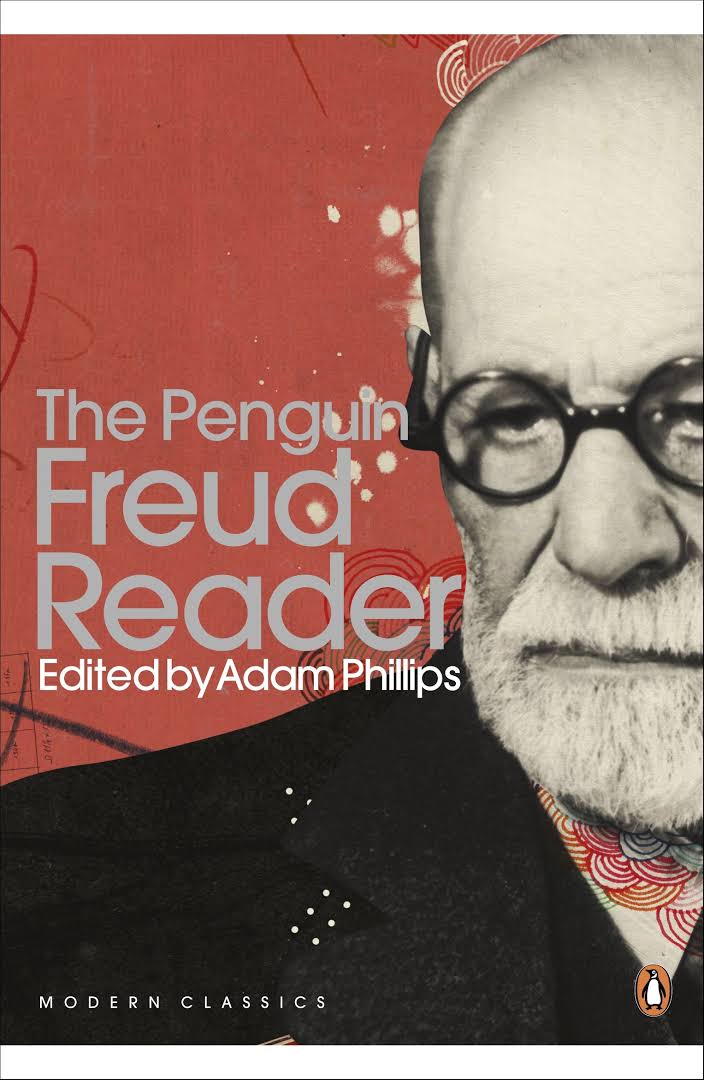 The Penguin
Freud
Reader
Edited by Adam Phillips
MODERN CLASSICS